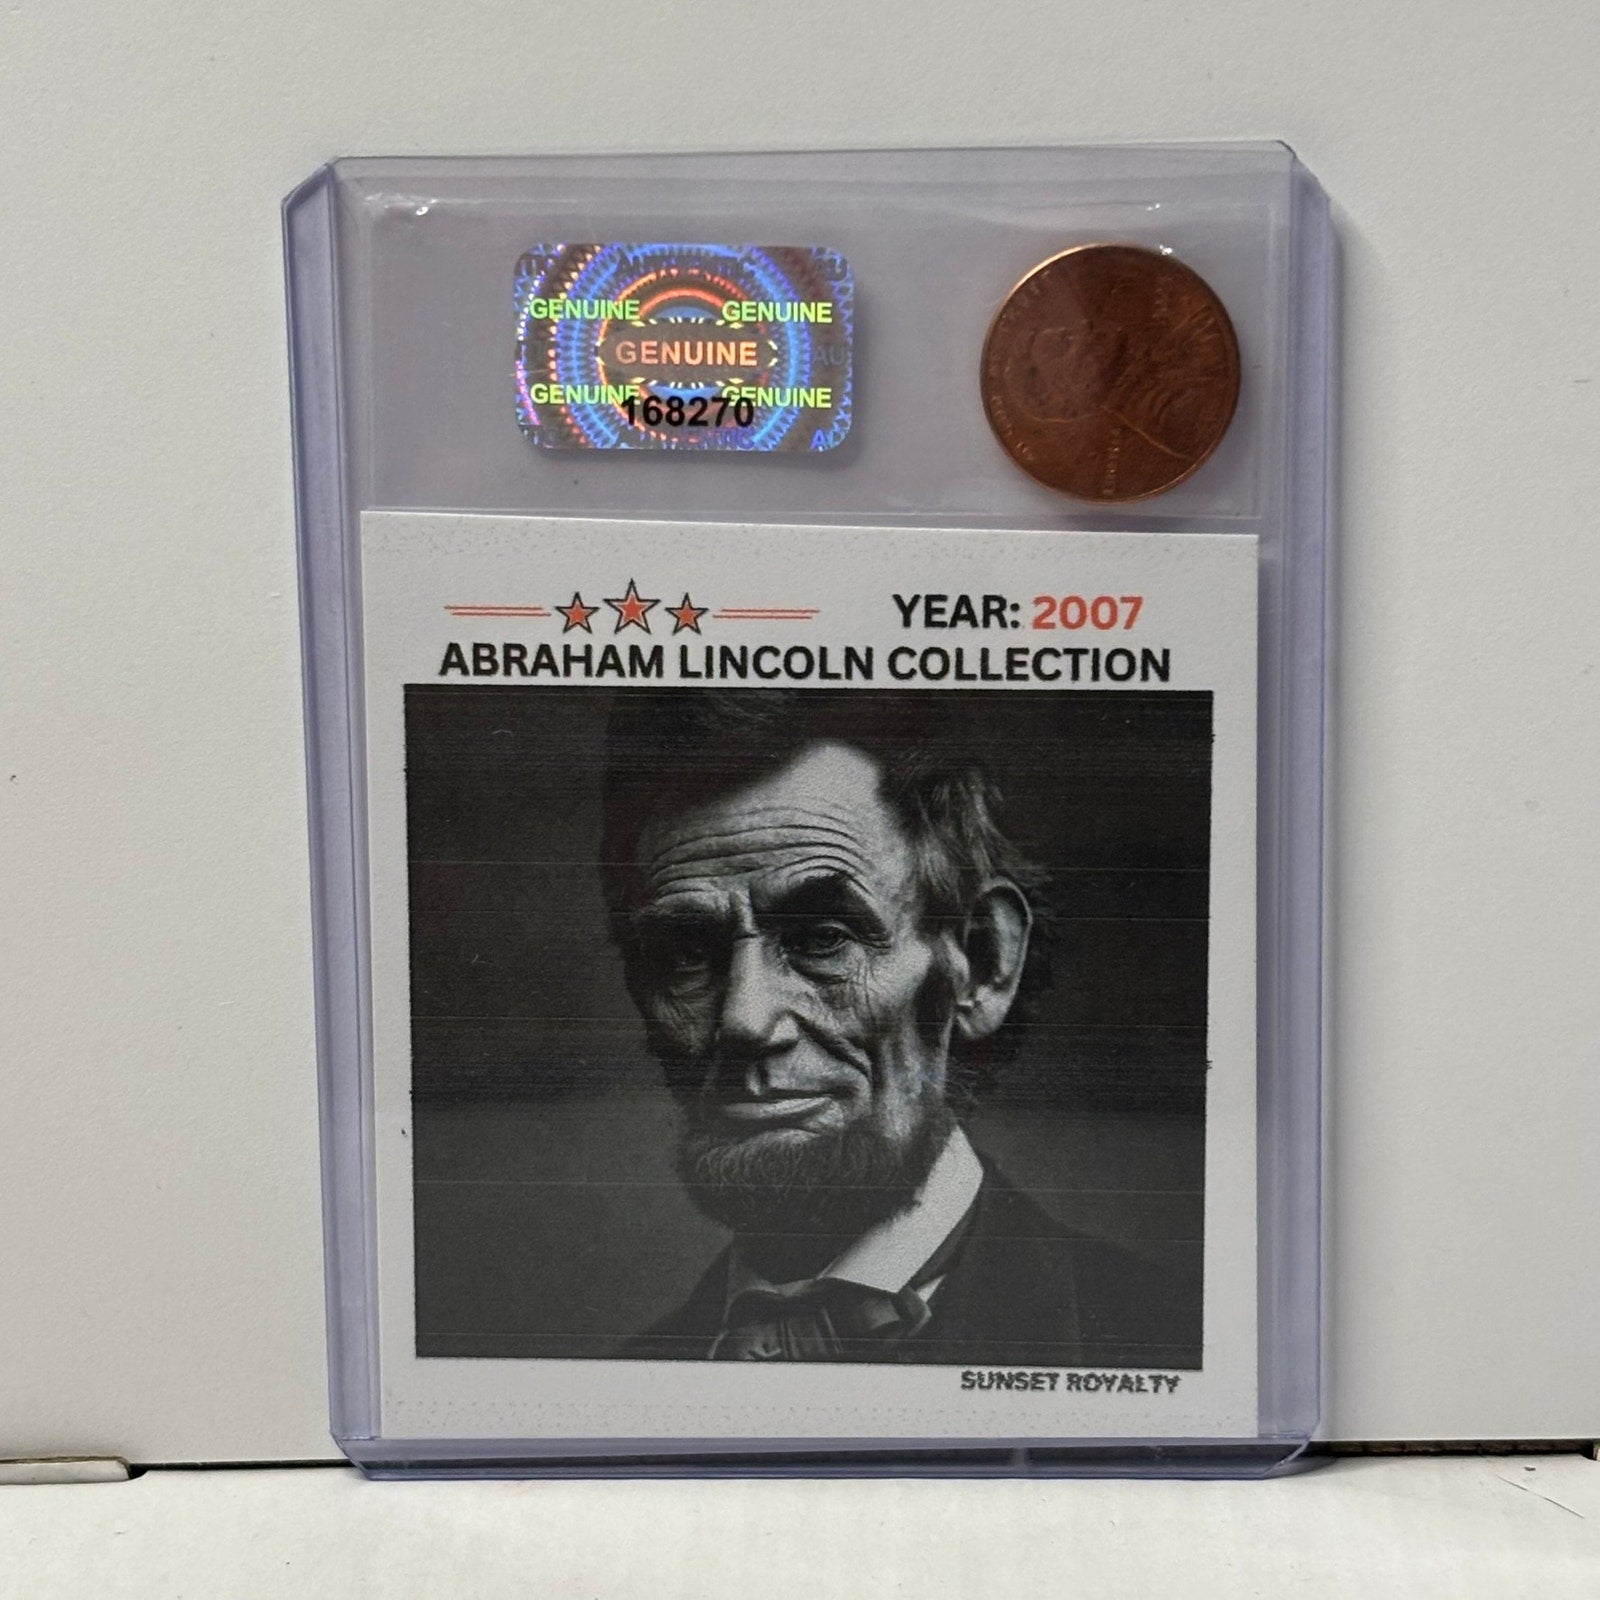 GENUINE GENUINE
GENUINE
GENUINE GENUINE
168270
YEAR: 2007
ABRAHAM LINCOLN COLLECTION
SUNSET ROYALTY